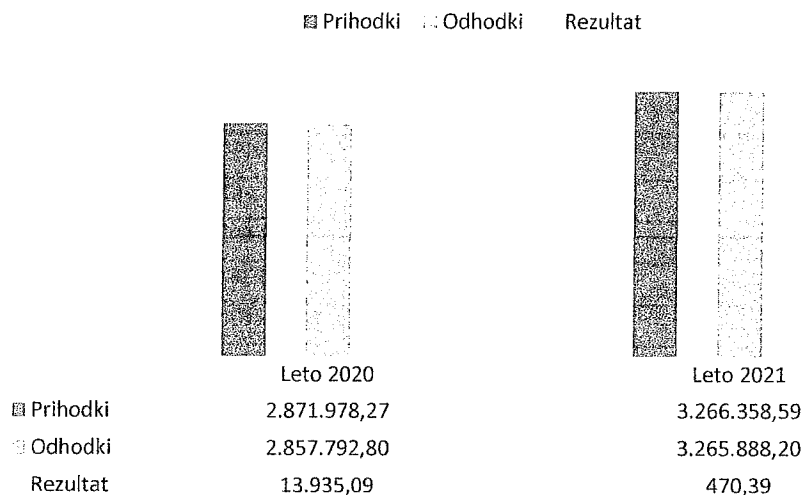 Prihodki Odhodki Rezultat
Leto 2020 Leto 2021
Prihodki 2.871.978,27 3.266.358,59
Odhodki 2.857.792,80 3.265.888,20
Rezultat 13.935,09 470,39